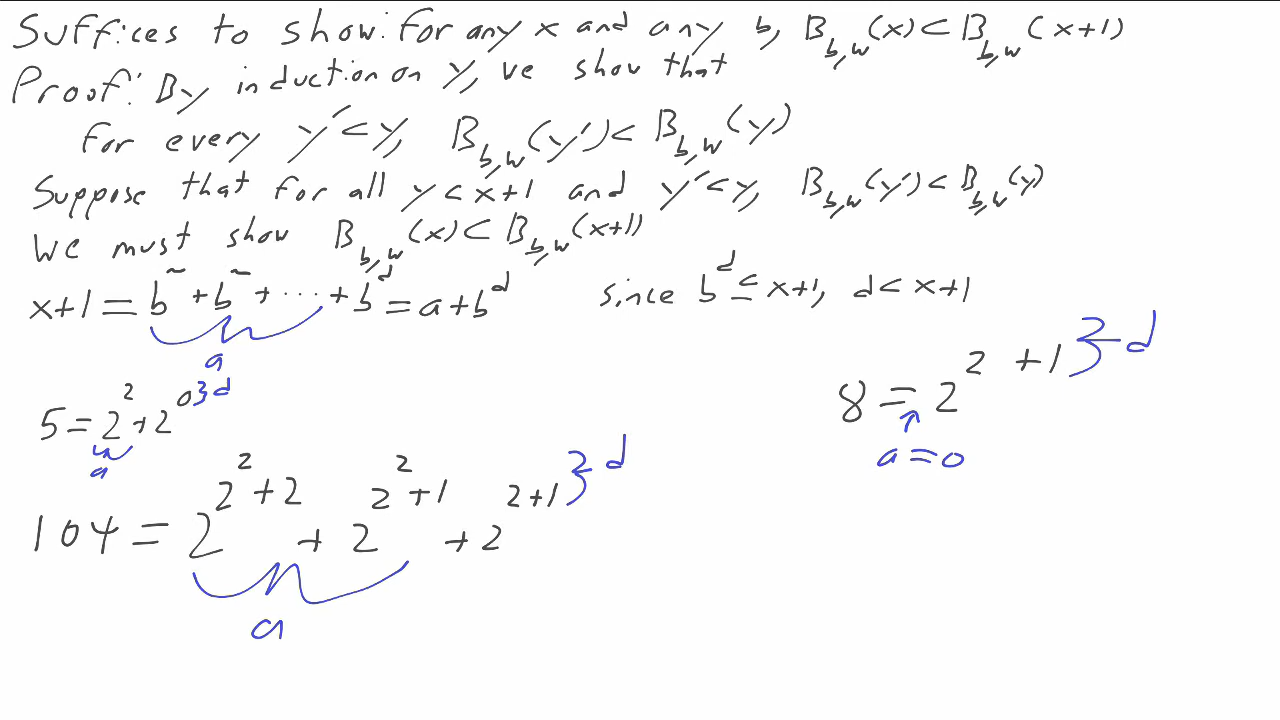 Suffices to show: for any x and any b, B_{b,w}(x) < B_{b,w}(x+1)
Proof: By induction on y, we show that
for every y' < y, B_{b,w}(y') < B_{b,w}(y)
Suppose that for all y < x+1 and y' < y, B_{b,w}(y') < B_{b,w}(y)
We must show B_{b,w}(x) < B_{b,w}(x+1)
x+1 = b^~ + b^~ + ... + b^d = a + b^d since b^d ≤ x+1, d < x+1
a
8 = 2^{2+1} } d
a = 0
5 = 2^2 + 2^0 } d
a
104 = 2^{2^2+2} + 2^{2^2+1} + 2^{2+1} } d
a